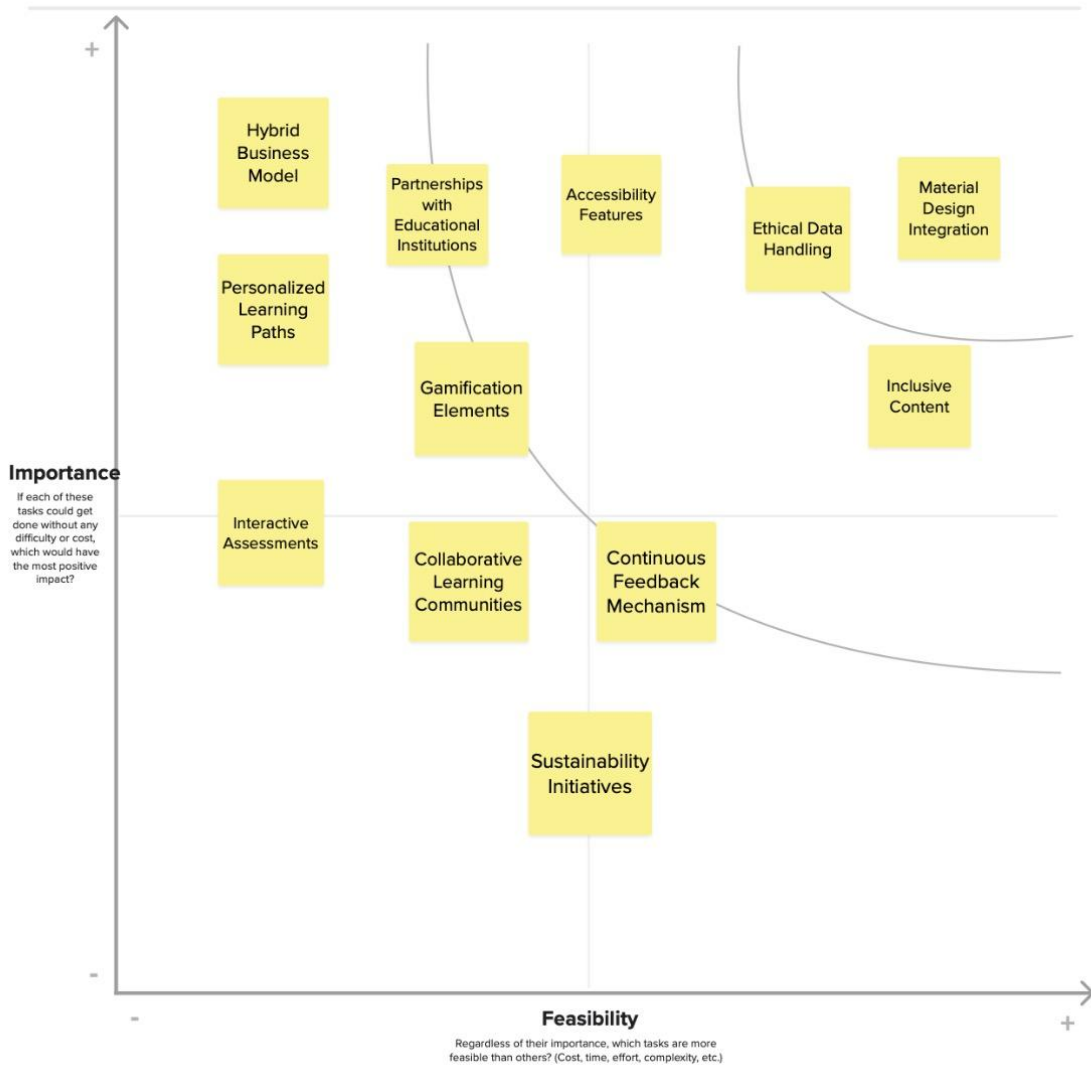 +
Hybrid
Business
Model
Partnerships
with
Educational
Institutions
Accessibility
Features
Ethical Data
Handling
Material
Design
Integration
Personalized
Learning
Paths
Gamification
Elements
Inclusive
Content
Importance
If each of these
tasks could get
done without any
difficulty or cost,
which would have
the most positive
impact?
Interactive
Assessments
Collaborative
Learning
Communities
Continuous
Feedback
Mechanism
Sustainability
Initiatives
-
-
Feasibility
+
Regardless of their importance, which tasks are more
feasible than others? (Cost, time, effort, complexity, etc.)